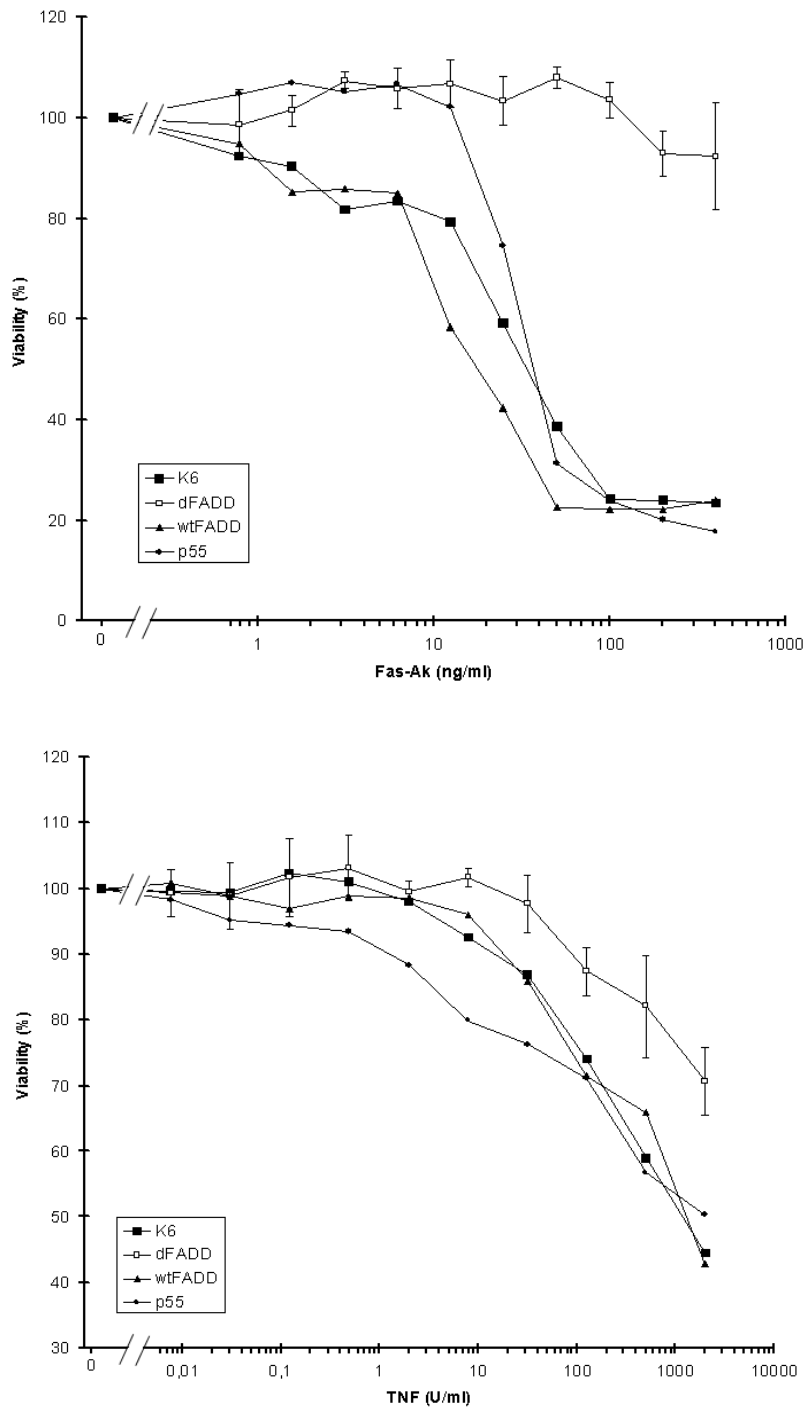 120
100
80
60
40
20
0
Viability (%)
K6
dFADD
wtFADD
p55
0 1 10 100 1000
Fas-Ak (ng/ml)
120
110
100
90
80
70
60
50
40
30
Viability (%)
K6
dFADD
wtFADD
p55
0 0,01 0,1 1 10 100 1000 10000
TNF (U/ml)